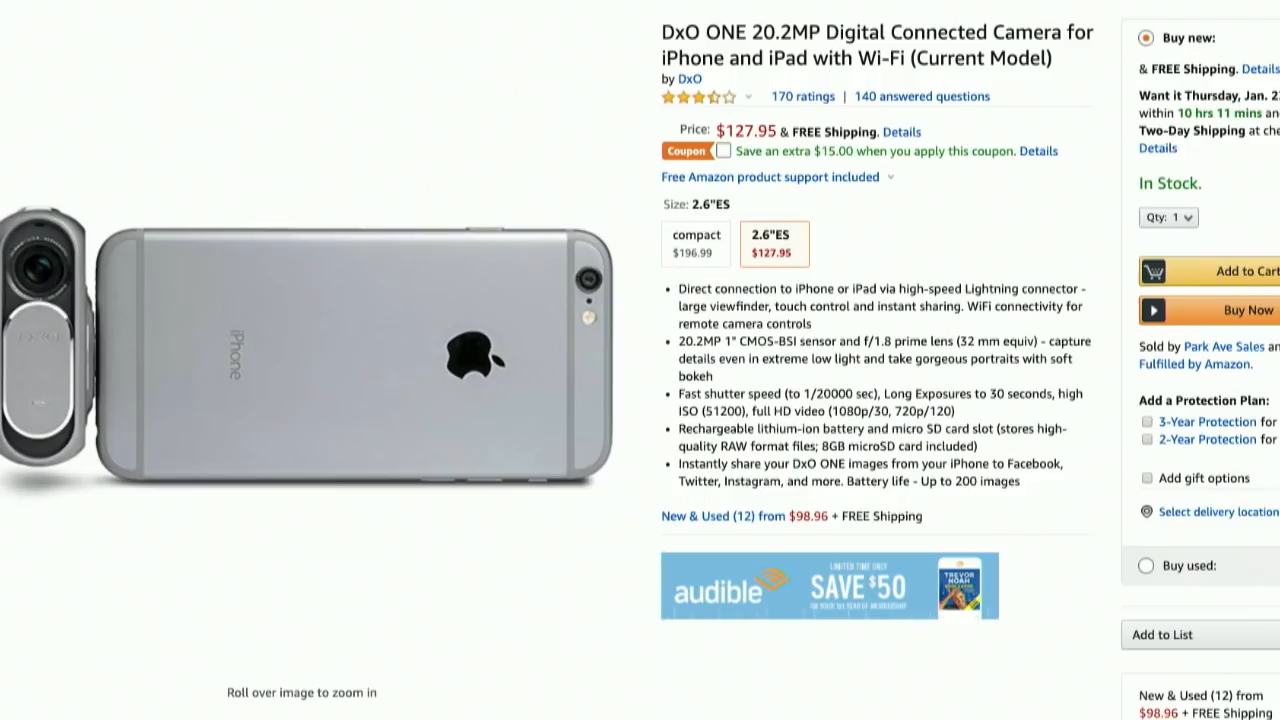 DxO ONE 20.2MP Digital Connected Camera for
iPhone and iPad with Wi-Fi (Current Model)
by DxO
170 ratings | 140 answered questions
Price: $127.95 & FREE Shipping. Details
Coupon Save an extra $15.00 when you apply this coupon. Details
Free Amazon product support included
Size: 2.6"ES
compact
$196.99
2.6"ES
$127.95
• Direct connection to iPhone or iPad via high-speed Lightning connector -
large viewfinder, touch control and instant sharing. WiFi connectivity for
remote camera controls
• 20.2MP 1" CMOS-BSI sensor and f/1.8 prime lens (32 mm equiv) - capture
details even in extreme low light and take gorgeous portraits with soft
bokeh
• Fast shutter speed (to 1/20000 sec), Long Exposures to 30 seconds, high
ISO (51200), full HD video (1080p/30, 720p/120)
• Rechargeable lithium-ion battery and micro SD card slot (stores high-
quality RAW format files; 8GB microSD card included)
• Instantly share your DxO ONE images from your iPhone to Facebook,
Twitter, Instagram, and more. Battery life - Up to 200 images
New & Used (12) from $98.96 + FREE Shipping
audible
LIMITED TIME ONLY
SAVE $50
ON YOUR 1ST YEAR OF MEMBERSHIP
TREVOR
NOAH
iPhone
Roll over image to zoom in
Buy new:
& FREE Shipping. Details
Want it Thursday, Jan. 2
within 10 hrs 11 mins an
Two-Day Shipping at che
Details
In Stock.
Qty: 1
Add to Cart
Buy Now
Sold by Park Ave Sales an
Fulfilled by Amazon.
Add a Protection Plan:
3-Year Protection for
2-Year Protection for
Add gift options
Select delivery location
Buy used:
Add to List
New & Used (12) from
$98.96 + FREE Shipping